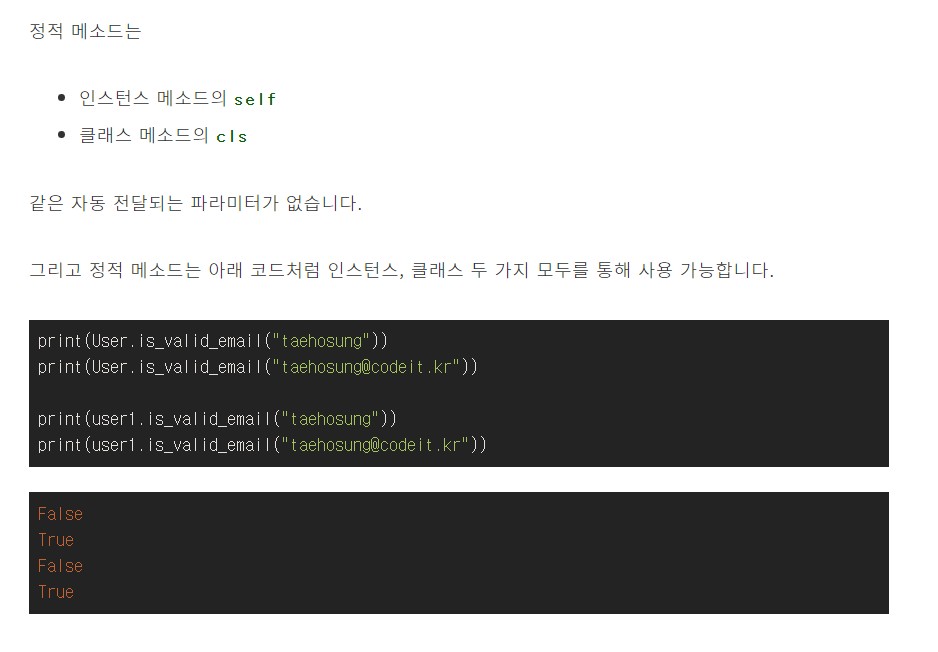 정적 메소드는
• 인스턴스 메소드의 self
• 클래스 메소드의 cls
같은 자동 전달되는 파라미터가 없습니다.
그리고 정적 메소드는 아래 코드처럼 인스턴스, 클래스 두 가지 모두를 통해 사용 가능합니다.
print(User.is_valid_email("taehosung"))
print(User.is_valid_email("taehosung@codeit.kr"))
print(user1.is_valid_email("taehosung"))
print(user1.is_valid_email("taehosung@codeit.kr"))
False
True
False
True